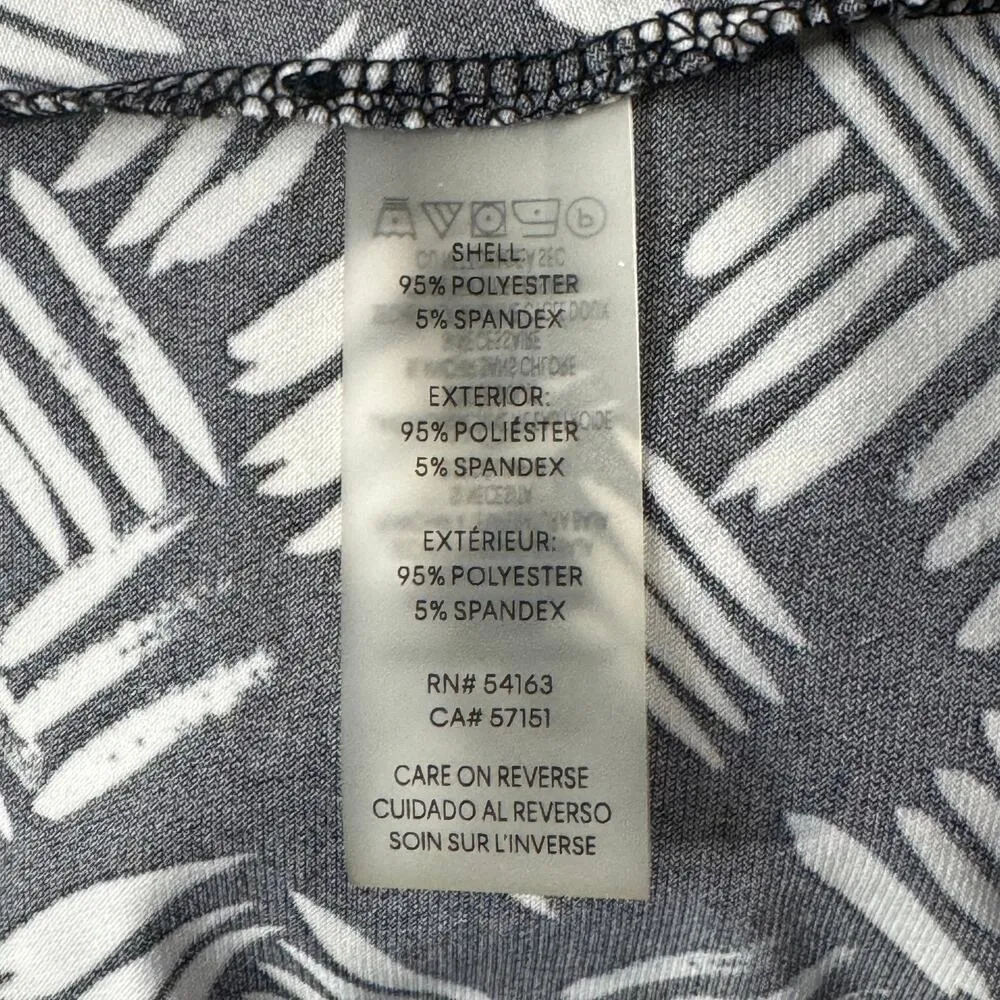 SHELL
95% POLYESTER
5% SPANDEX
EXTERIOR:
95% POLIÉSTER
5% SPANDEX
EXTÉRIEUR:
95% POLYESTER
5% SPANDEX
RN# 54163
CA# 57151
CARE ON REVERSE
CUIDADO AL REVERSO
SOIN SUR L'INVERSE